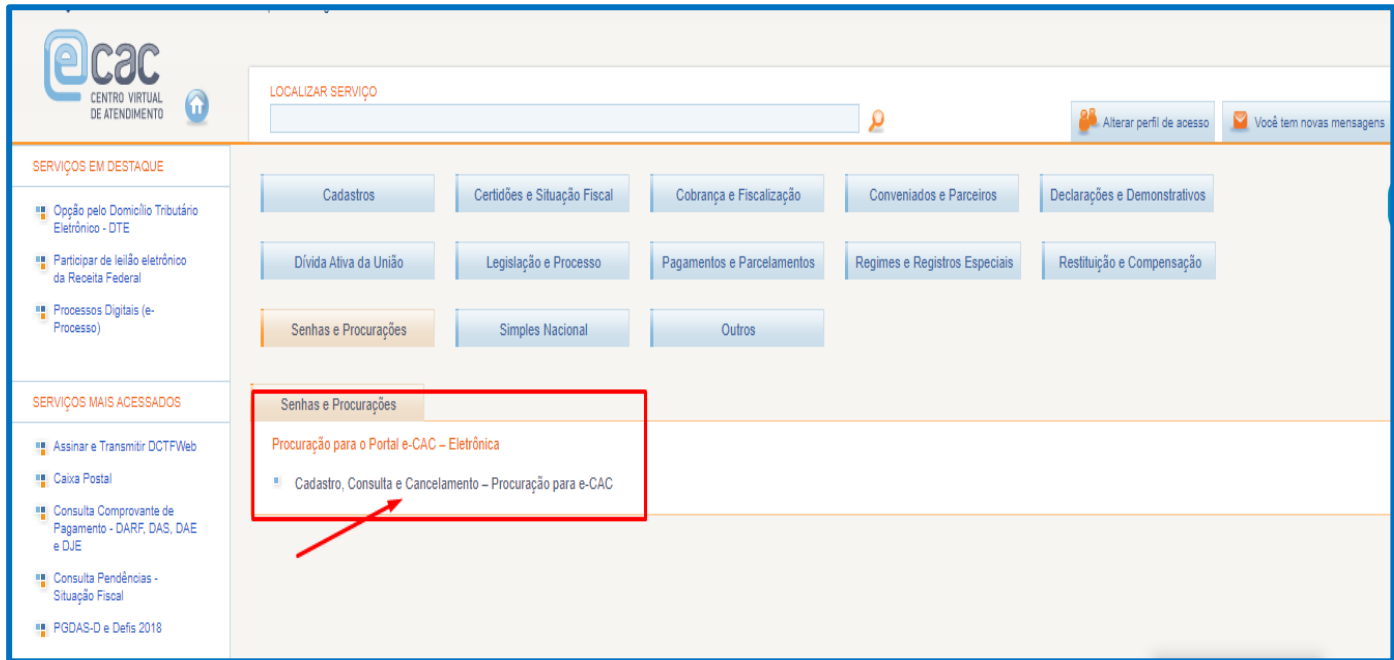 ecac
CENTRO VIRTUAL
DE ATENDIMENTO
LOCALIZAR SERVIÇO
Alterar perfil de acesso
Você tem novas mensagens
SERVIÇOS EM DESTAQUE
Opção pelo Domicílio Tributário
Eletrônico - DTE
Participar de leilão eletrônico
da Receita Federal
Processos Digitais (e-
Processo)
SERVIÇOS MAIS ACESSADOS
Assinar e Transmitir DCTFWeb
Caixa Postal
Consulta Comprovante de
Pagamento - DARF, DAS, DAE
e DJE
Consulta Pendências -
Situação Fiscal
PGDAS-D e Defis 2018
Cadastros
Certidões e Situação Fiscal
Cobrança e Fiscalização
Conveniados e Parceiros
Declarações e Demonstrativos
Dívida Ativa da União
Legislação e Processo
Pagamentos e Parcelamentos
Regimes e Registros Especiais
Restituição e Compensação
Senhas e Procurações
Simples Nacional
Outros
Senhas e Procurações
Procuração para o Portal e-CAC – Eletrônica
Cadastro, Consulta e Cancelamento – Procuração para e-CAC